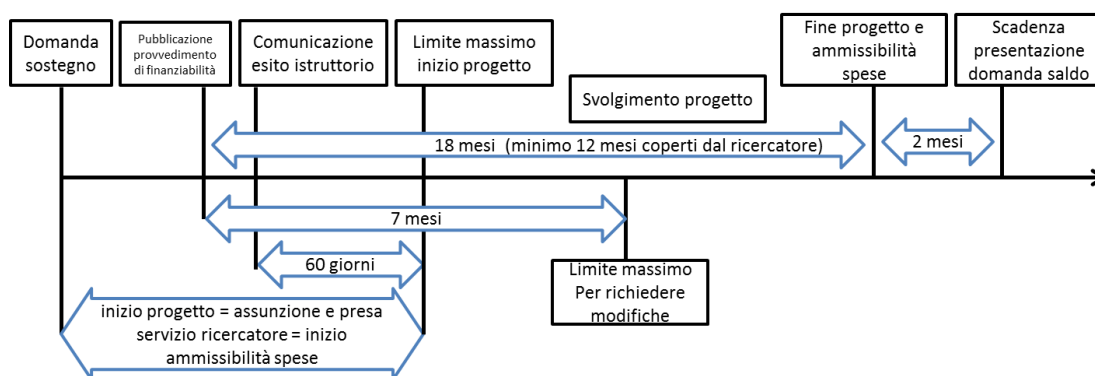 Domanda
sostegno
Pubblicazione
provvedimento
di finanziabilità
Comunicazione
esito istruttorio
Limite massimo
inizio progetto
Fine progetto e
ammissibilità
spese
Scadenza
presentazione
domanda saldo
Svolgimento progetto
18 mesi (minimo 12 mesi coperti dal ricercatore)
2 mesi
7 mesi
60 giorni
Limite massimo
Per richiedere
modifiche
inizio progetto = assunzione e presa
servizio ricercatore = inizio
ammissibilità spese